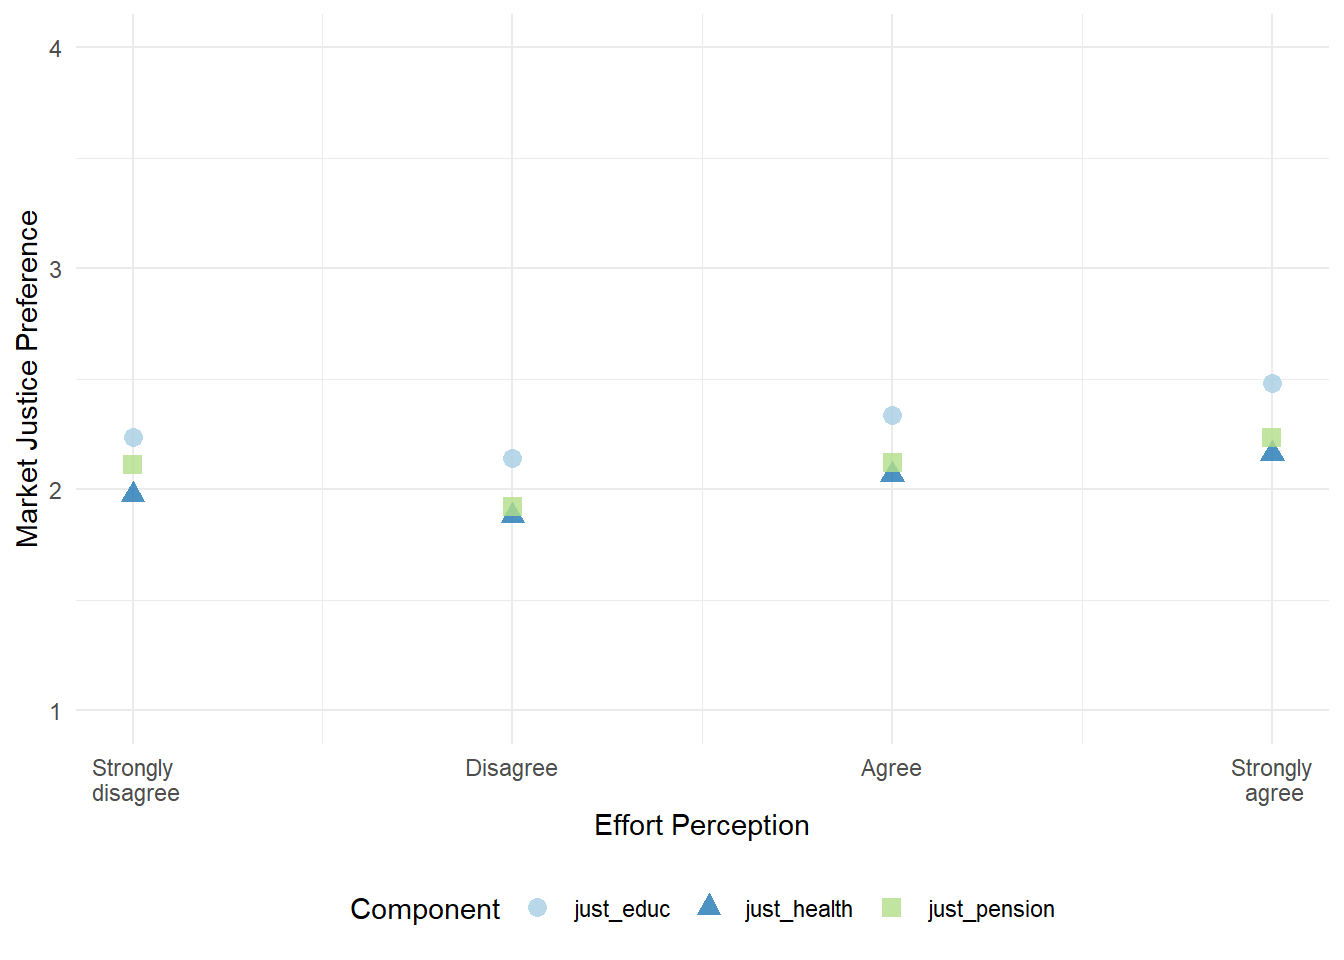 4
3
2
1
Market Justice Preference
Strongly
disagree
Disagree
Agree
Strongly
agree
Effort Perception
Component
just_educ
just_health
just_pension